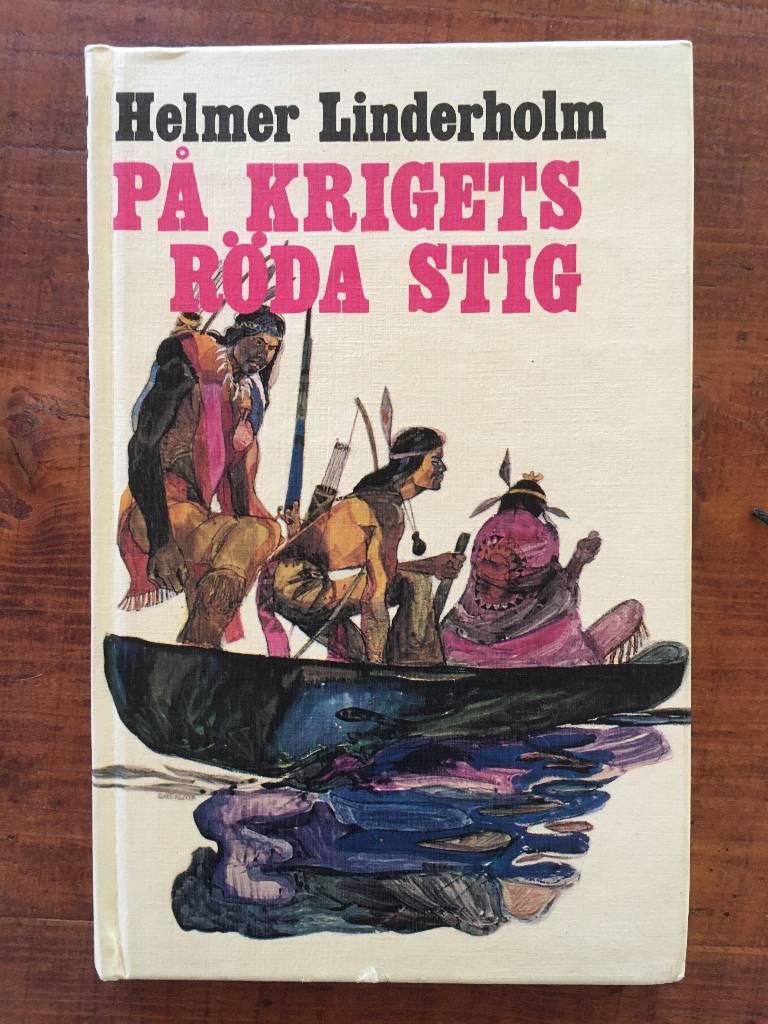 Helmer Linderholm
PÅ KRIGETS
RÖDA STIG